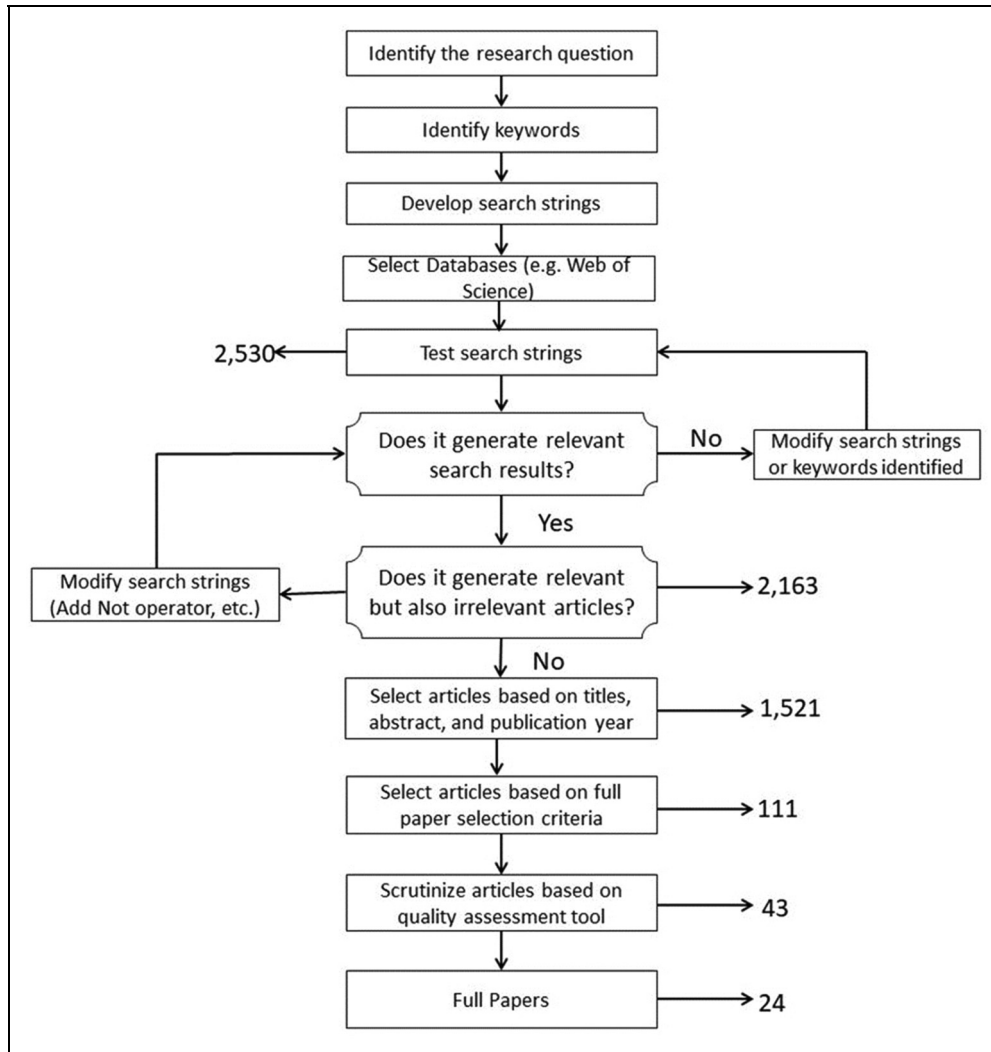 Identify the research question
Identify keywords
Develop search strings
Select Databases (e.g. Web of
Science)
2,530
Test search strings
Does it generate relevant
search results?
No
Modify search strings
or keywords identified
Yes
Modify search strings
(Add Not operator, etc.)
Does it generate relevant
but also irrelevant articles?
2,163
No
Select articles based on titles,
abstract, and publication year
1,521
Select articles based on full
paper selection criteria
111
Scrutinize articles based on
quality assessment tool
43
Full Papers
24